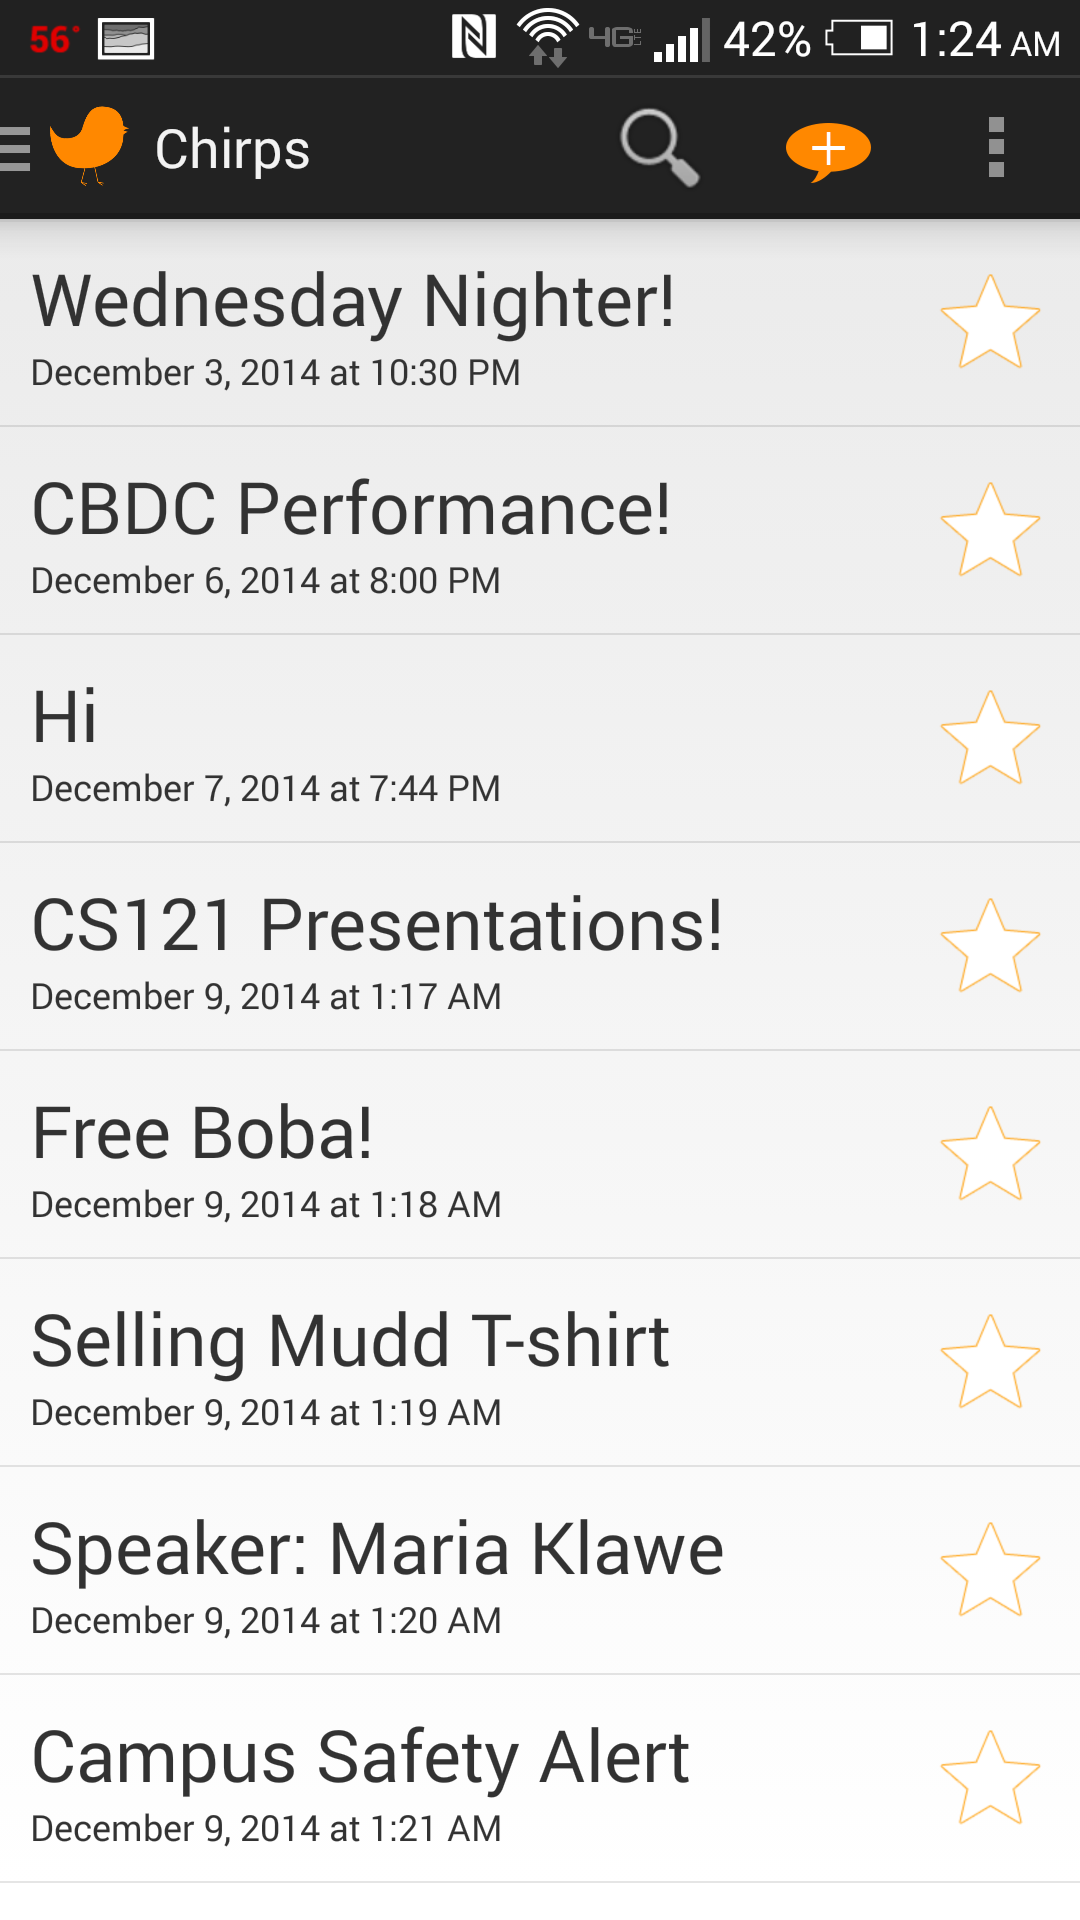 56° 4G LTE 42% 1:24 AM
Chirps
Wednesday Nighter!
December 3, 2014 at 10:30 PM
CBDC Performance!
December 6, 2014 at 8:00 PM
Hi
December 7, 2014 at 7:44 PM
CS121 Presentations!
December 9, 2014 at 1:17 AM
Free Boba!
December 9, 2014 at 1:18 AM
Selling Mudd T-shirt
December 9, 2014 at 1:19 AM
Speaker: Maria Klawe
December 9, 2014 at 1:20 AM
Campus Safety Alert
December 9, 2014 at 1:21 AM